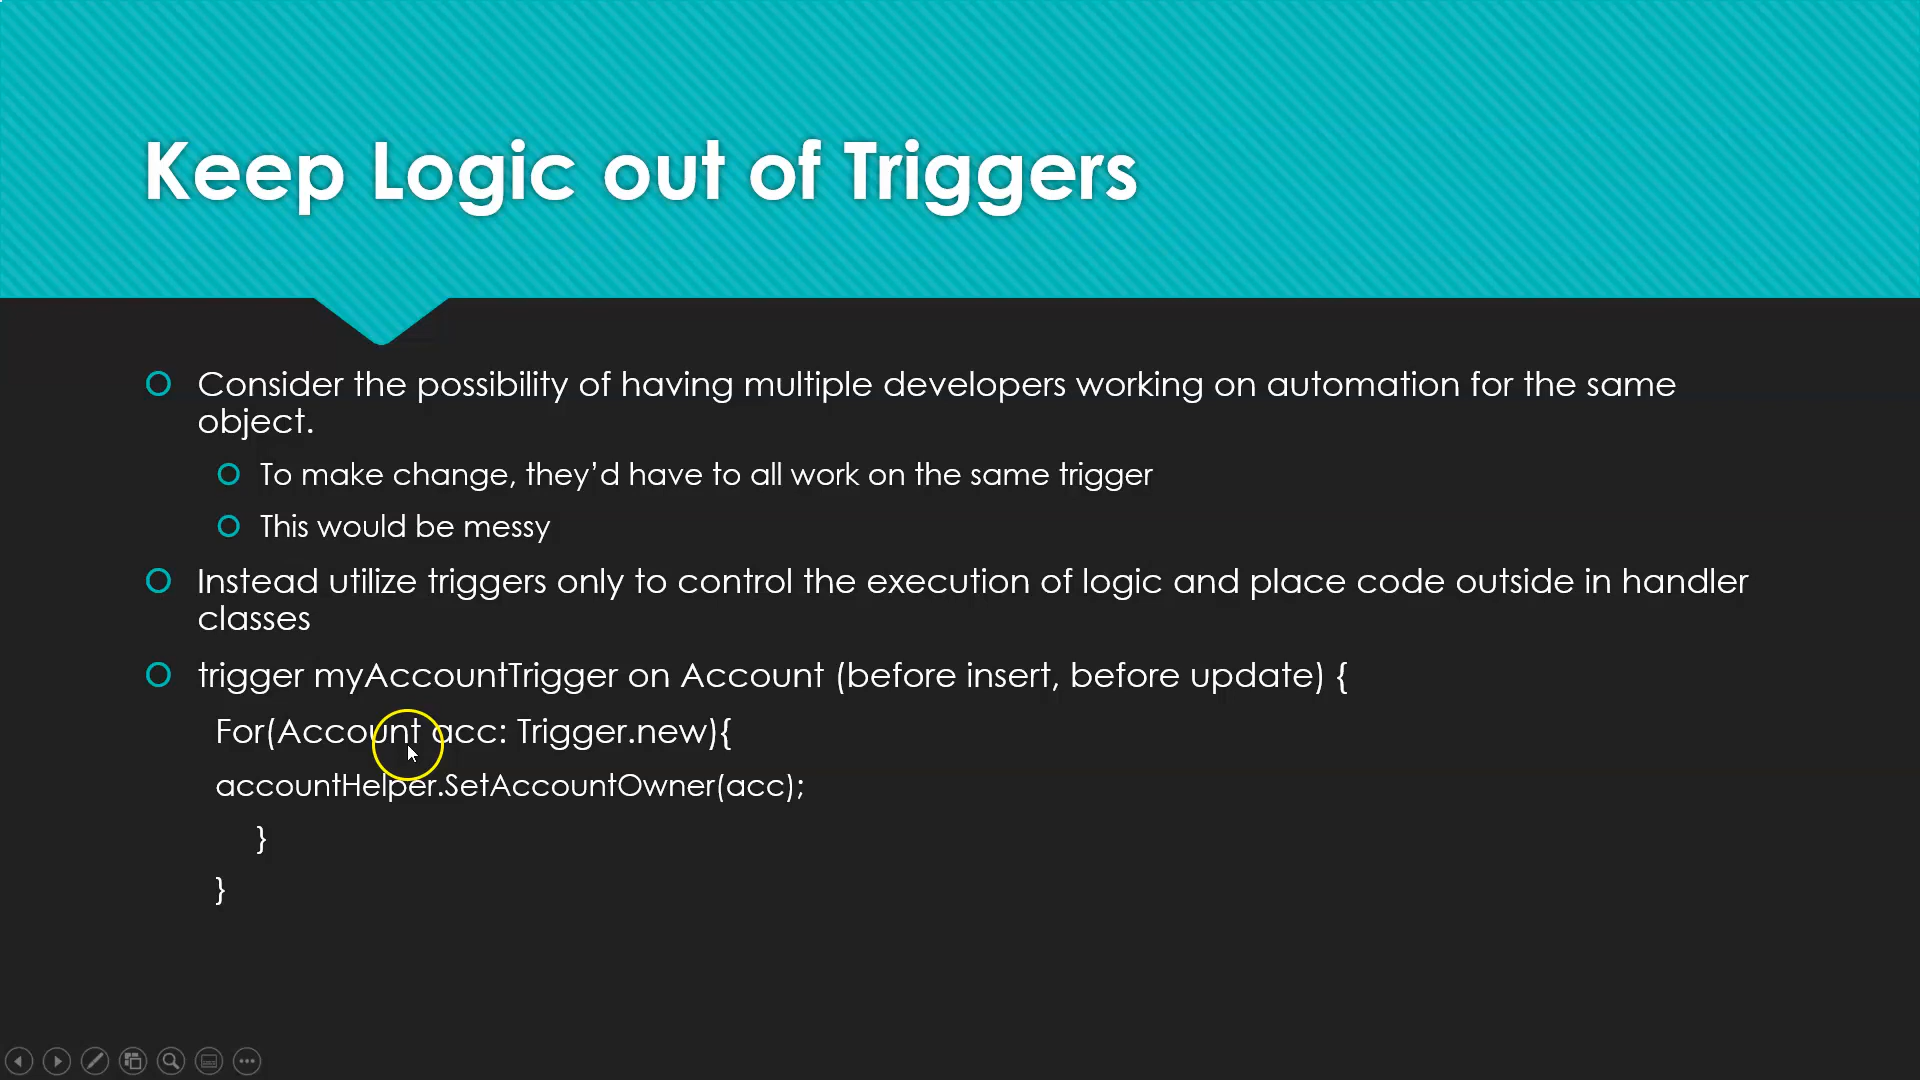 Keep Logic out of Triggers
Consider the possibility of having multiple developers working on automation for the same
object.
To make change, they’d have to all work on the same trigger
This would be messy
Instead utilize triggers only to control the execution of logic and place code outside in handler
classes
trigger myAccountTrigger on Account (before insert, before update) {
For(Account acc: Trigger.new){
accountHelper.SetAccountOwner(acc);
}
}